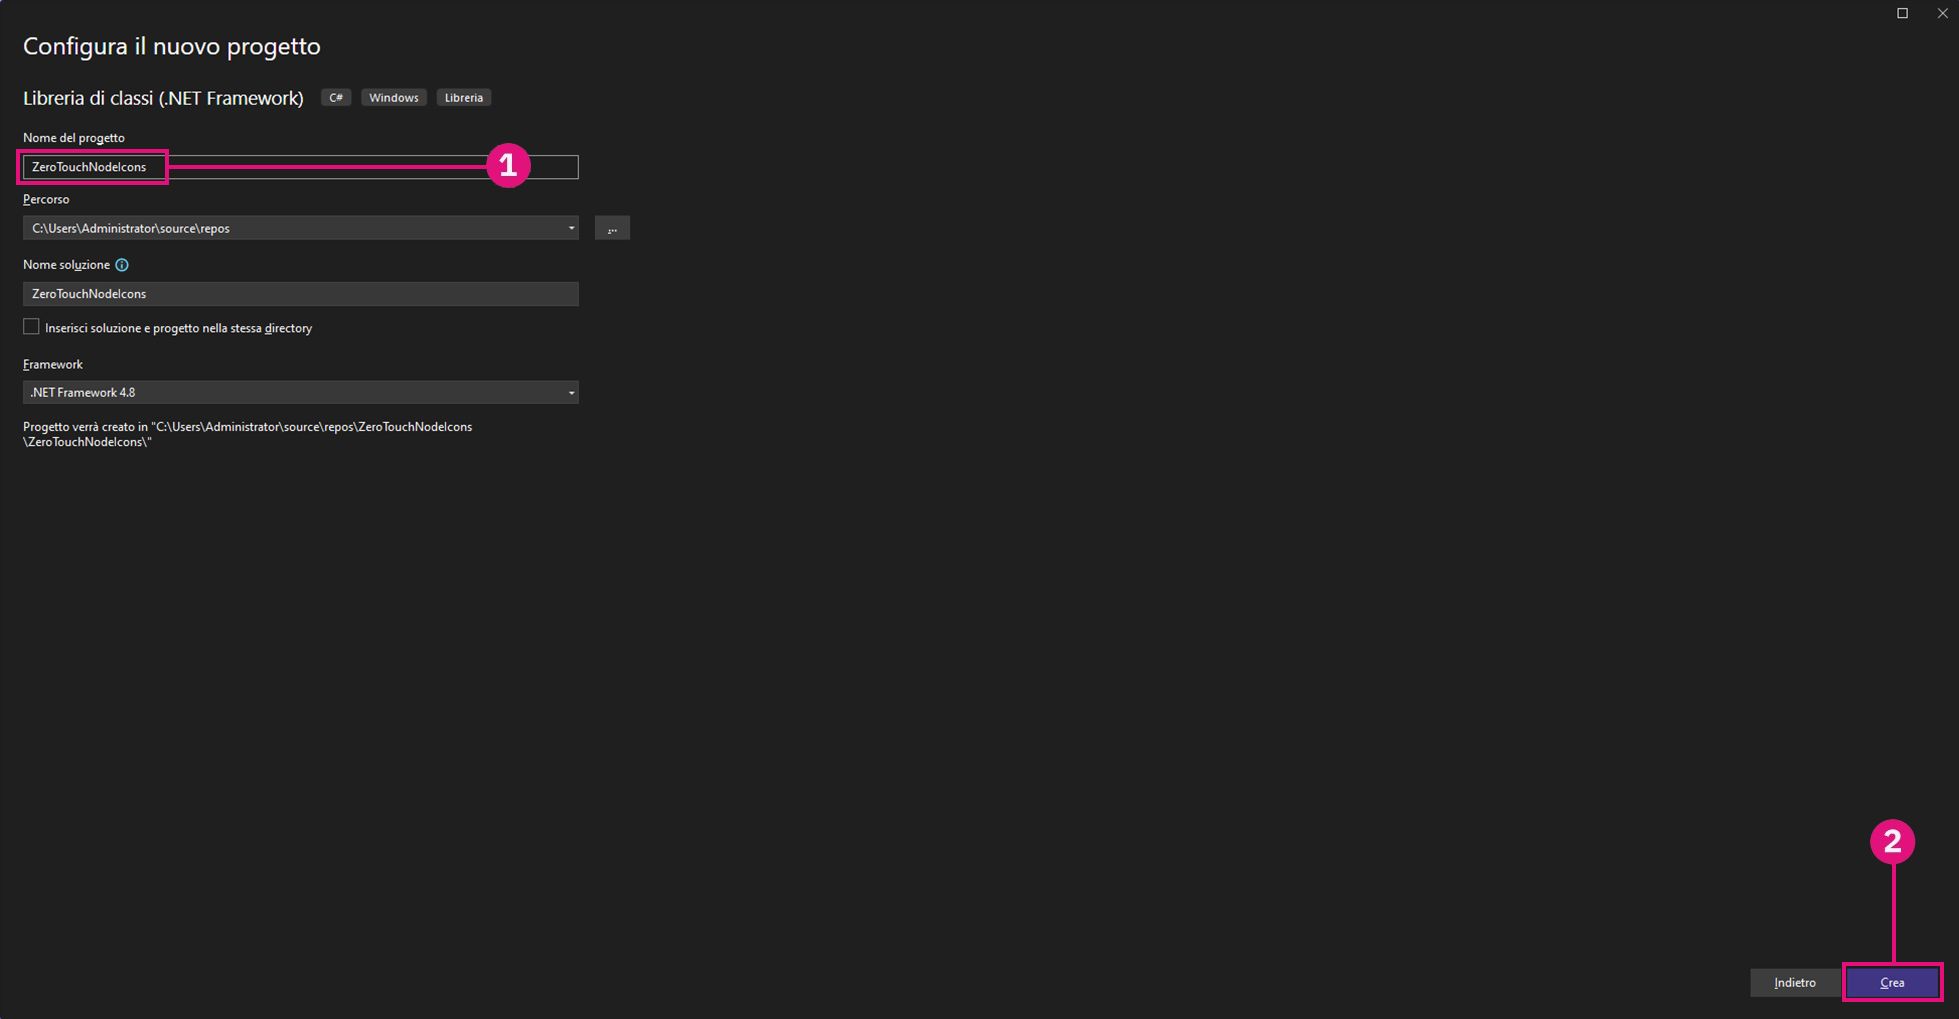 Configura il nuovo progetto
Libreria di classi (.NET Framework) C# Windows Libreria
Nome del progetto
ZeroTouchNodeIcons
1
Percorso
C:\Users\Administrator\source\repos
...
Nome soluzione
ZeroTouchNodeIcons
Inserisci soluzione e progetto nella stessa directory
Framework
.NET Framework 4.8
Progetto verrà creato in "C:\Users\Administrator\source\repos\ZeroTouchNodeIcons
\ZeroTouchNodeIcons\"
2
Indietro
Crea